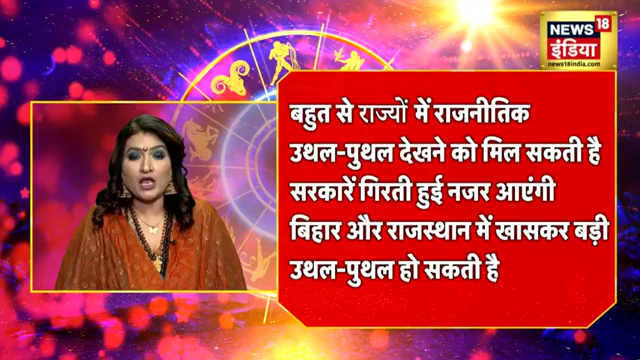 NEWS 18
इंडिया
news18india.com
बहुत से राज्यों में राजनीतिक
उथल-पुथल देखने को मिल सकती है
सरकारें गिरती हुई नजर आएंगी
बिहार और राजस्थान में खासकर बड़ी
उथल-पुथल हो सकती है